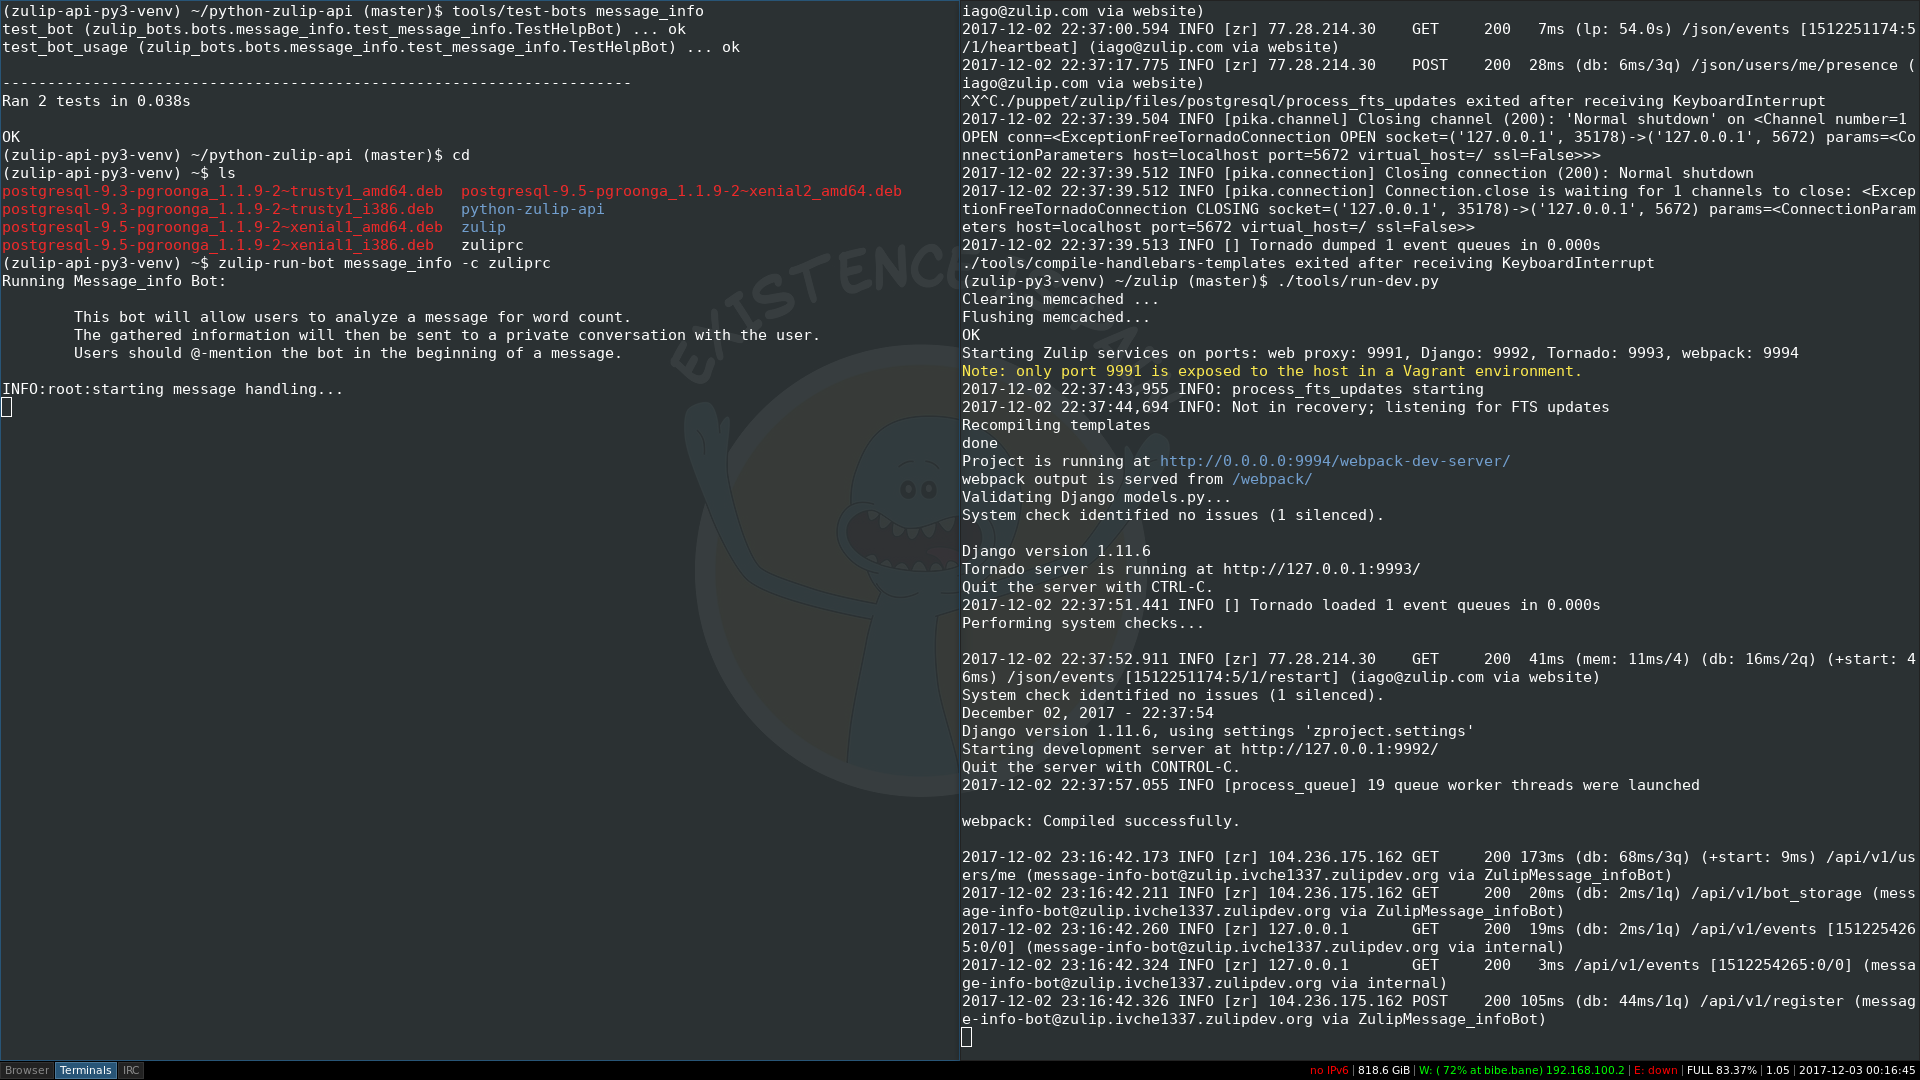 (zulip-api-py3-venv) ~/python-zulip-api (master)$ tools/test-bots message_info
test_bot (zulip_bots.bots.message_info.test_message_info.TestHelpBot) ... ok
test_bot_usage (zulip_bots.bots.message_info.test_message_info.TestHelpBot) ... ok
----------------------------------------------------------------------
Ran 2 tests in 0.038s
OK
(zulip-api-py3-venv) ~/python-zulip-api (master)$ cd
(zulip-api-py3-venv) ~$ ls
postgresql-9.3-pgroonga_1.1.9-2~trusty1_amd64.deb  postgresql-9.5-pgroonga_1.1.9-2~xenial2_amd64.deb
postgresql-9.3-pgroonga_1.1.9-2~trusty1_i386.deb   python-zulip-api
postgresql-9.5-pgroonga_1.1.9-2~xenial1_amd64.deb  zulip
postgresql-9.5-pgroonga_1.1.9-2~xenial1_i386.deb   zuliprc
(zulip-api-py3-venv) ~$ zulip-run-bot message_info -c zuliprc
Running Message_info Bot:
        This bot will allow users to analyze a message for word count.
        The gathered information will then be sent to a private conversation with the user.
        Users should @-mention the bot in the beginning of a message.
INFO:root:starting message handling...
EXISTENCE IS PAIN
iago@zulip.com via website)
2017-12-02 22:37:00.594 INFO [zr] 77.28.214.30    GET     200   7ms (lp: 54.0s) /json/events [1512251174:5
/1/heartbeat] (iago@zulip.com via website)
2017-12-02 22:37:17.775 INFO [zr] 77.28.214.30    POST    200  28ms (db: 6ms/3q) /json/users/me/presence (
iago@zulip.com via website)
^X^C./puppet/zulip/files/postgresql/process_fts_updates exited after receiving KeyboardInterrupt
2017-12-02 22:37:39.504 INFO [pika.channel] Closing channel (200): 'Normal shutdown' on <Channel number=1
OPEN conn=<ExceptionFreeTornadoConnection OPEN socket=('127.0.0.1', 35178)->('127.0.0.1', 5672) params=<Co
nnectionParameters host=localhost port=5672 virtual_host=/ ssl=False>>>
2017-12-02 22:37:39.512 INFO [pika.connection] Closing connection (200): Normal shutdown
2017-12-02 22:37:39.512 INFO [pika.connection] Connection.close is waiting for 1 channels to close: <Excep
tionFreeTornadoConnection CLOSING socket=('127.0.0.1', 35178)->('127.0.0.1', 5672) params=<ConnectionParam
eters host=localhost port=5672 virtual_host=/ ssl=False>>
2017-12-02 22:37:39.513 INFO [] Tornado dumped 1 event queues in 0.000s
./tools/compile-handlebars-templates exited after receiving KeyboardInterrupt
(zulip-py3-venv) ~/zulip (master)$ ./tools/run-dev.py
Clearing memcached ...
Flushing memcached...
OK
Starting Zulip services on ports: web proxy: 9991, Django: 9992, Tornado: 9993, webpack: 9994
Note: only port 9991 is exposed to the host in a Vagrant environment.
2017-12-02 22:37:43,955 INFO: process_fts_updates starting
2017-12-02 22:37:44,694 INFO: Not in recovery; listening for FTS updates
Recompiling templates
done
Project is running at http://0.0.0.0:9994/webpack-dev-server/
webpack output is served from /webpack/
Validating Django models.py...
System check identified no issues (1 silenced).
Django version 1.11.6
Tornado server is running at http://127.0.0.1:9993/
Quit the server with CTRL-C.
2017-12-02 22:37:51.441 INFO [] Tornado loaded 1 event queues in 0.000s
Performing system checks...
2017-12-02 22:37:52.911 INFO [zr] 77.28.214.30    GET     200  41ms (mem: 11ms/4) (db: 16ms/2q) (+start: 4
6ms) /json/events [1512251174:5/1/restart] (iago@zulip.com via website)
System check identified no issues (1 silenced).
December 02, 2017 - 22:37:54
Django version 1.11.6, using settings 'zproject.settings'
Starting development server at http://127.0.0.1:9992/
Quit the server with CONTROL-C.
2017-12-02 22:37:57.055 INFO [process_queue] 19 queue worker threads were launched
webpack: Compiled successfully.
2017-12-02 23:16:42.173 INFO [zr] 104.236.175.162 GET     200 173ms (db: 68ms/3q) (+start: 9ms) /api/v1/us
ers/me (message-info-bot@zulip.ivche1337.zulipdev.org via ZulipMessage_infoBot)
2017-12-02 23:16:42.211 INFO [zr] 104.236.175.162 GET     200  20ms (db: 2ms/1q) /api/v1/bot_storage (mess
age-info-bot@zulip.ivche1337.zulipdev.org via ZulipMessage_infoBot)
2017-12-02 23:16:42.260 INFO [zr] 127.0.0.1       GET     200  19ms (db: 2ms/1q) /api/v1/events [151225426
5:0/0] (message-info-bot@zulip.ivche1337.zulipdev.org via internal)
2017-12-02 23:16:42.324 INFO [zr] 127.0.0.1       GET     200   3ms /api/v1/events [1512254265:0/0] (messa
ge-info-bot@zulip.ivche1337.zulipdev.org via internal)
2017-12-02 23:16:42.326 INFO [zr] 104.236.175.162 POST    200 105ms (db: 44ms/1q) /api/v1/register (messag
e-info-bot@zulip.ivche1337.zulipdev.org via ZulipMessage_infoBot)
Browser Terminals IRC
no IPv6 | 818.6 GiB | W: ( 72% at bibe.bane) 192.168.100.2 | E: down | FULL 83.37% | 1.05 | 2017-12-03 00:16:45